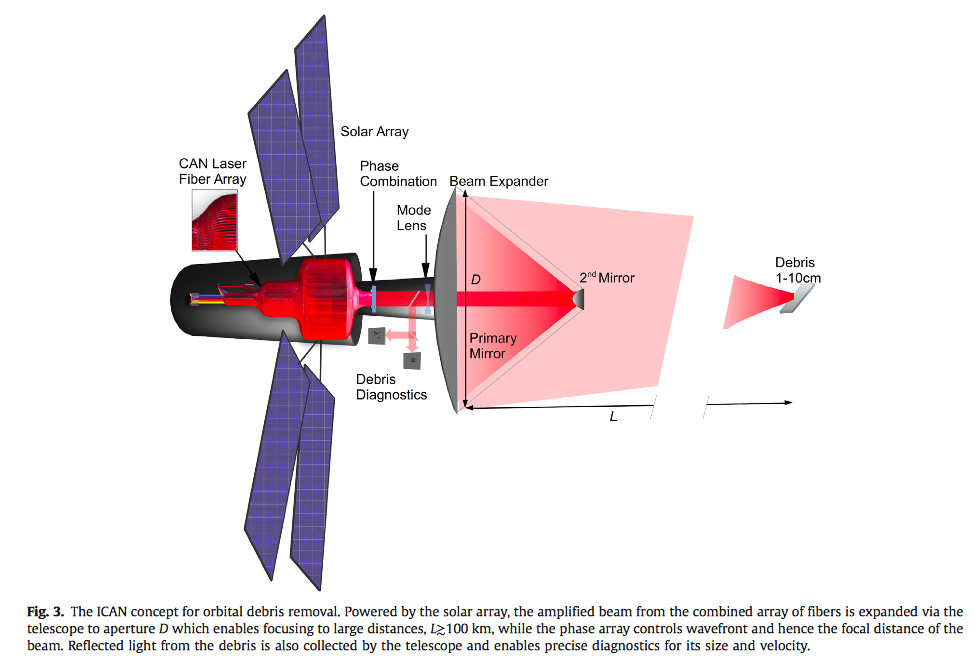 Solar Array
CAN Laser
Fiber Array
Phase
Combination
Beam Expander
Mode
Lens
D
2nd Mirror
Debris
1-10cm
Primary
Mirror
Debris
Diagnostics
L
Fig. 3. The ICAN concept for orbital debris removal. Powered by the solar array, the amplified beam from the combined array of fibers is expanded via the
telescope to aperture D which enables focusing to large distances, L≳100 km, while the phase array controls wavefront and hence the focal distance of the
beam. Reflected light from the debris is also collected by the telescope and enables precise diagnostics for its size and velocity.